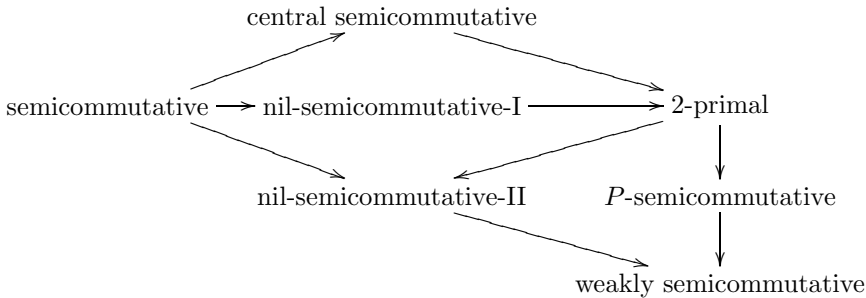 central semicommutative
semicommutative nil-semicommutative-I 2-primal
nil-semicommutative-II P-semicommutative
weakly semicommutative